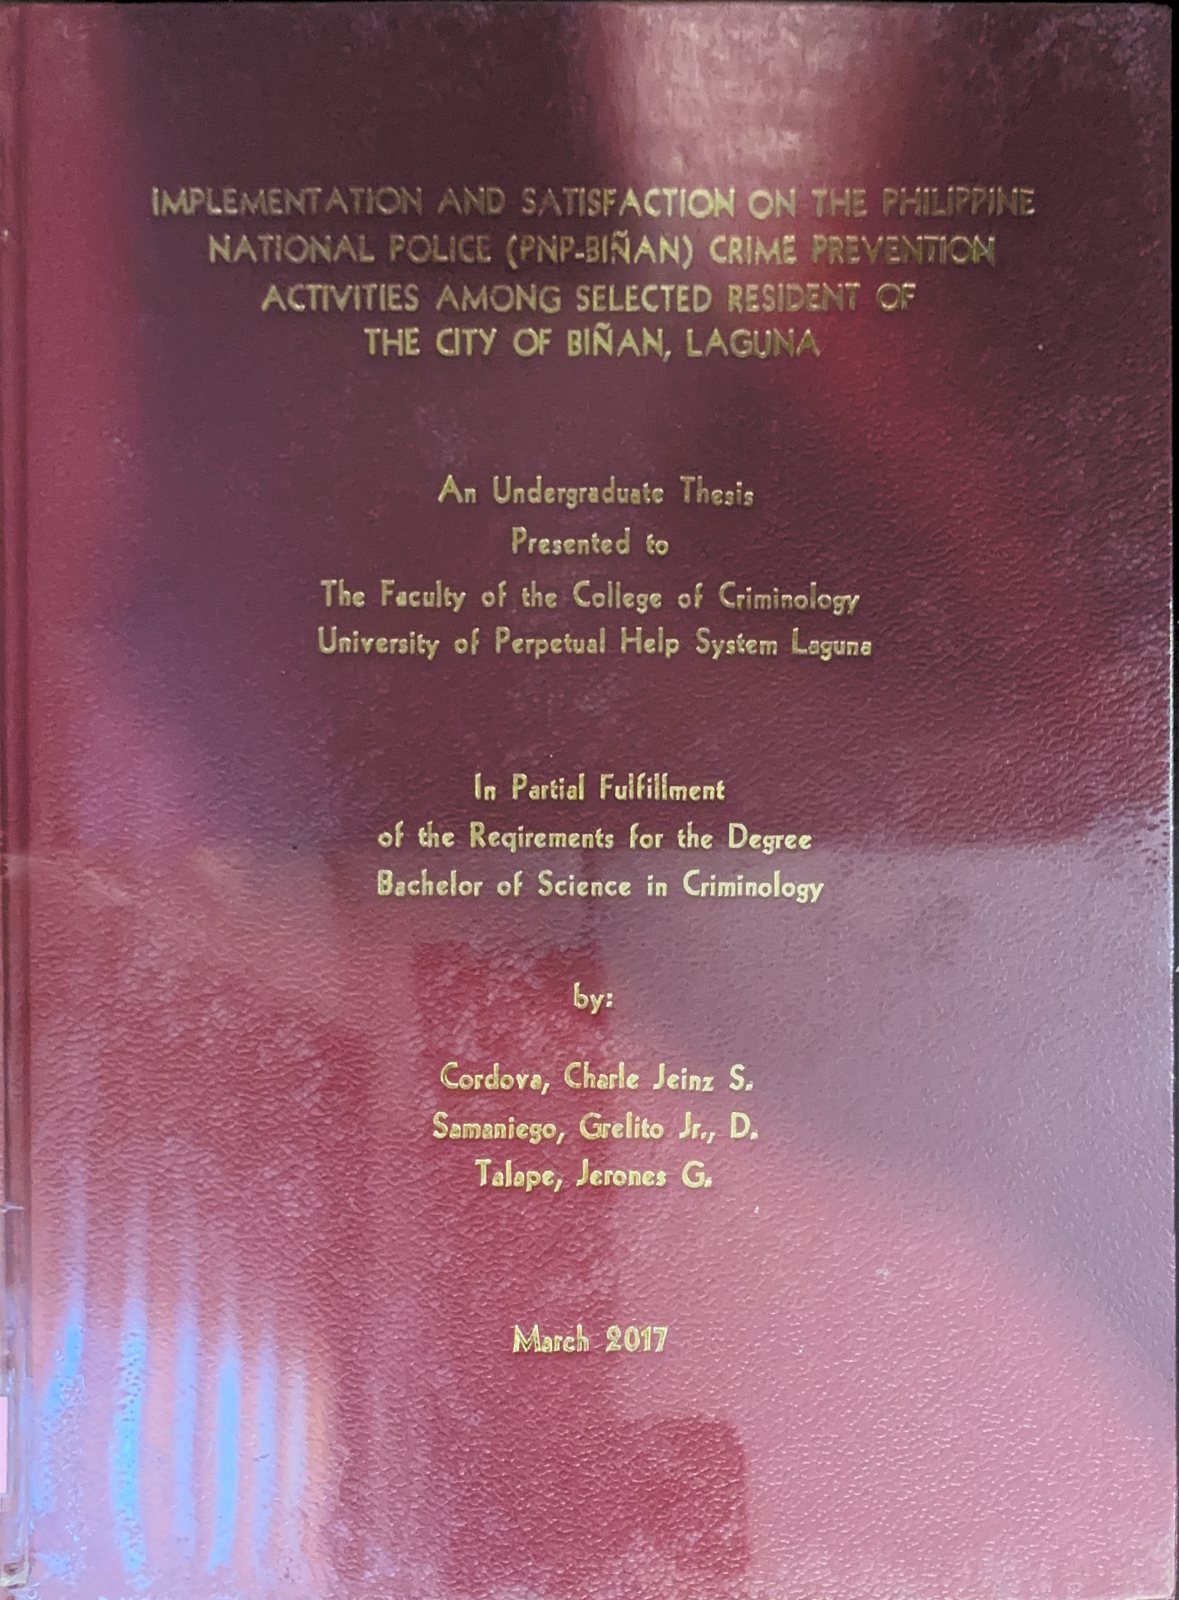 IMPLEMENTATION AND SATISFACTION ON THE PHILIPPINE
NATIONAL POLICE (PNP-BIÑAN) CRIME PREVENTION
ACTIVITIES AMONG SELECTED RESIDENT OF
THE CITY OF BIÑAN, LAGUNA
An Undergraduate Thesis
Presented to
The Faculty of the College of Criminology
University of Perpetual Help System Laguna
In Partial Fulfillment
of the Reqirements for the Degree
Bachelor of Science in Criminology
by:
Cordova, Charle Jeinz S.
Samaniego, Grelito Jr., D.
Talape, Jerones G.
March 2017